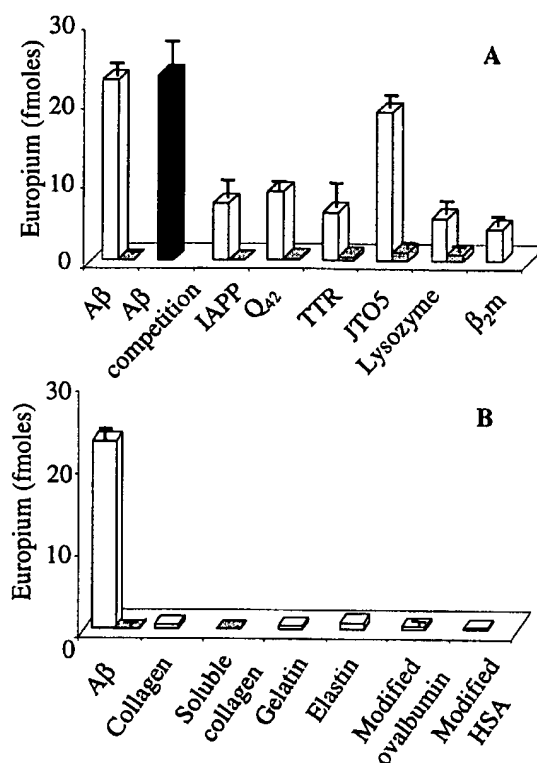 A
Europium (fmoles)
30
20
10
0
Aβ
Aβ
competition
IAPP
Q₄₂
TTR
JTO5
Lysozyme
β₂m
B
Europium (fmoles)
30
20
10
0
Aβ
Collagen
Soluble
collagen
Gelatin
Elastin
Modified
ovalbumin
Modified
HSA